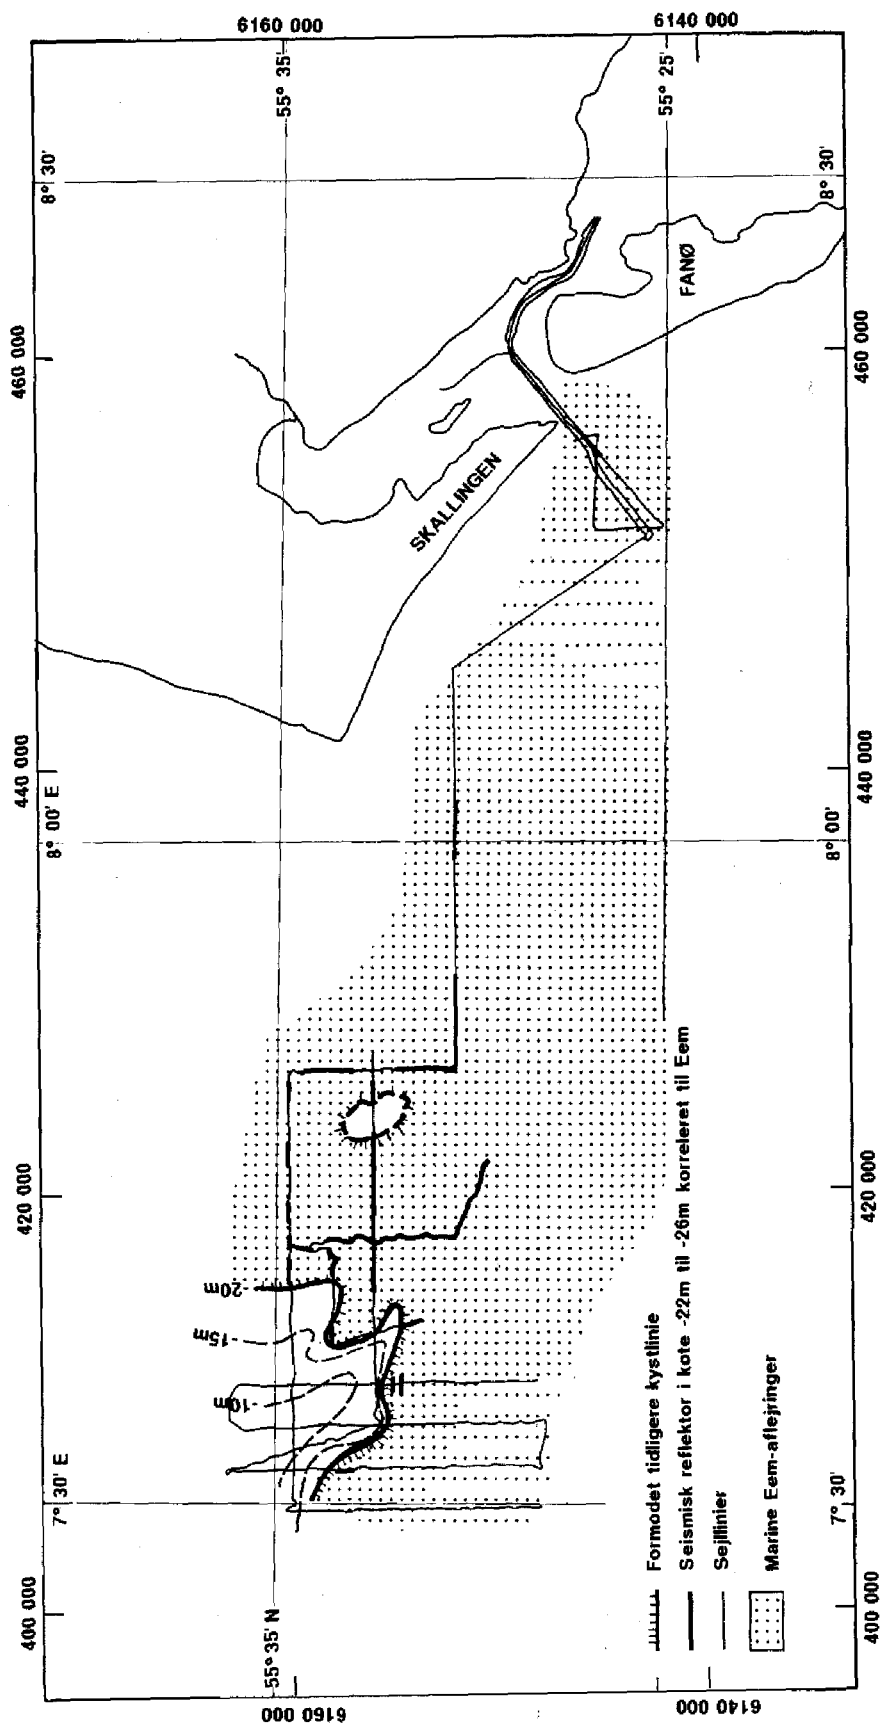 6160 000
6140 000
55° 35'
55° 25'
8° 30'
8° 30'
FANØ
460 000
460 000
SKALLINGEN
440 000
440 000
8° 00' E
8° 00'
420 000
420 000
-20m
-15m
-10m
7° 30' E
7° 30'
400 000
400 000
55° 35' N
6160 000
6140 000
Formodet tidligere kystlinie
Seismisk reflektor i kote -22m til -26m korreleret til Eem
Sejllinier
Marine Eem-aflejringer